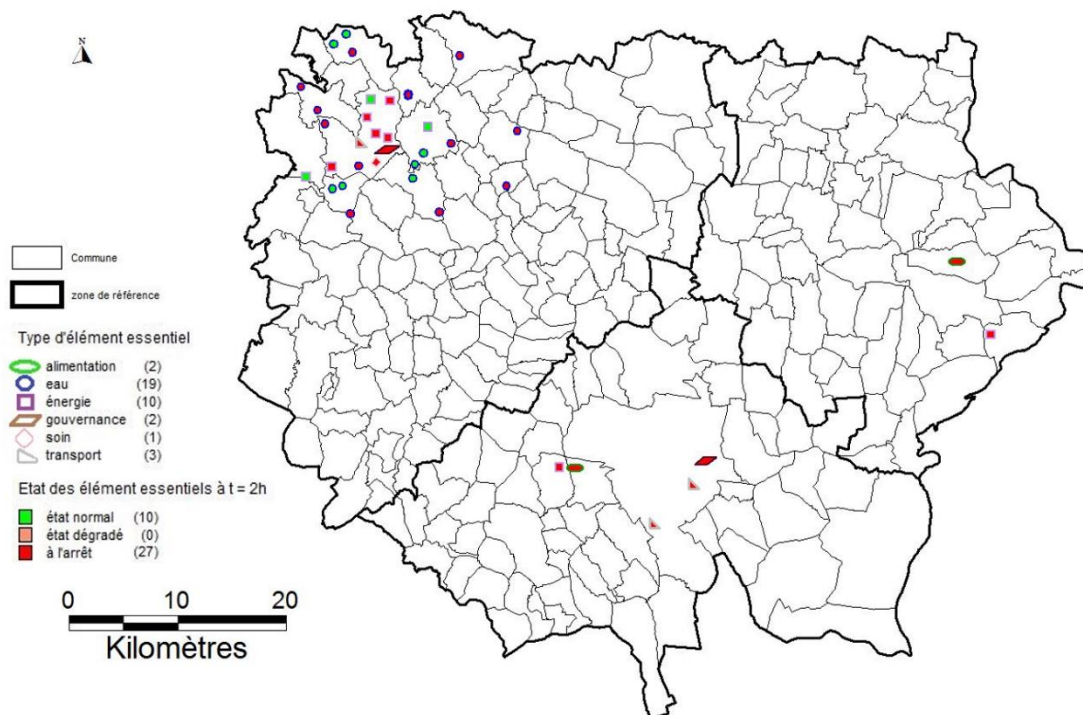 N
Commune
zone de référence
Type d'élément essentiel
alimentation (2)
eau (19)
énergie (10)
gouvernance (2)
soin (1)
transport (3)
Etat des élément essentiels à t = 2h
état normal (10)
état dégradé (0)
à l'arrêt (27)
0 10 20
Kilomètres